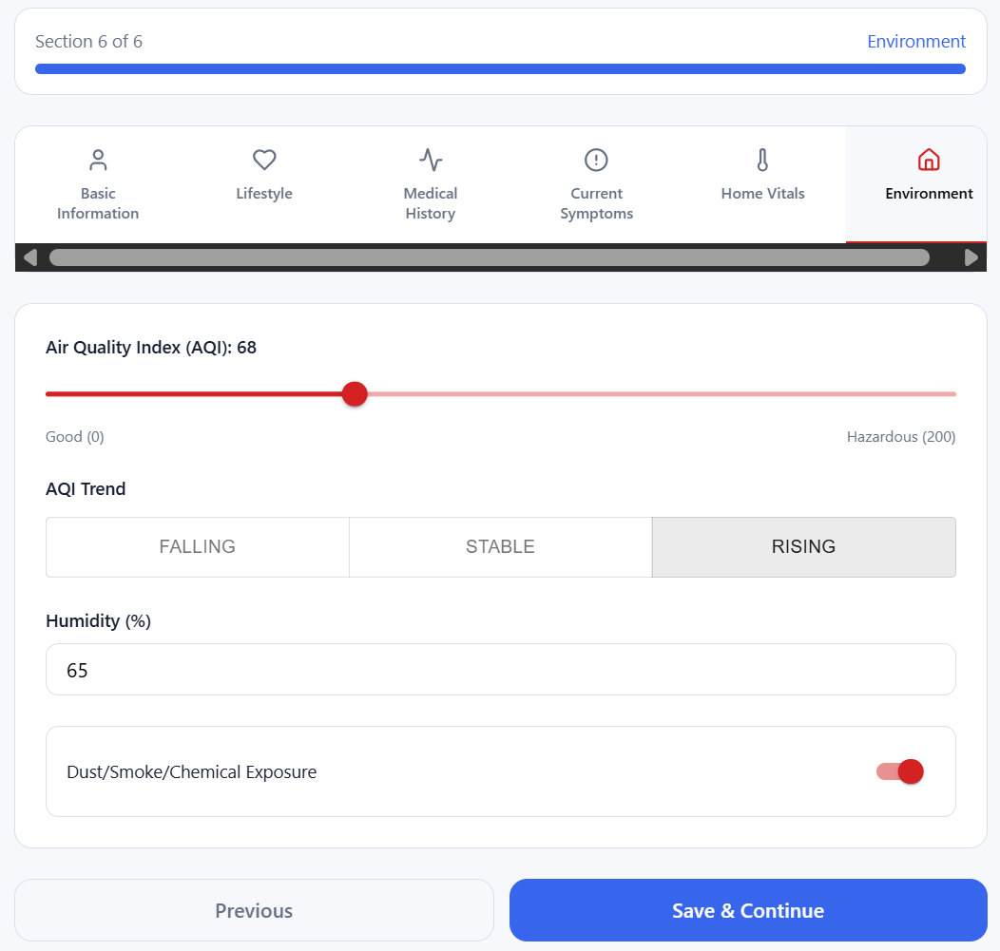 Section 6 of 6
Environment
Basic
Information
Lifestyle
Medical
History
Current
Symptoms
Home Vitals
Environment
Air Quality Index (AQI): 68
Good (0)
Hazardous (200)
AQI Trend
FALLING
STABLE
RISING
Humidity (%)
65
Dust/Smoke/Chemical Exposure
Previous
Save & Continue